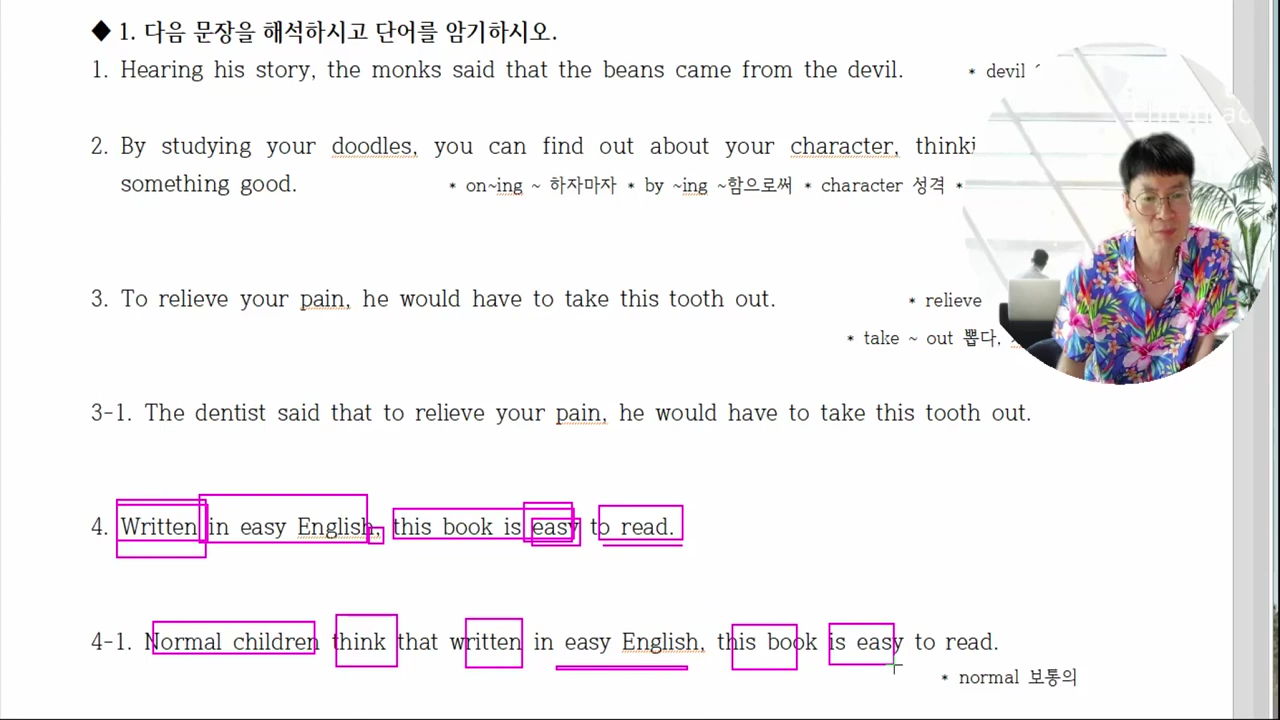 ◆ 1. 다음 문장을 해석하시고 단어를 암기하시오.
1. Hearing his story, the monks said that the beans came from the devil. * devil
2. By studying your doodles, you can find out about your character, thinki
something good. * on~ing ~ 하자마자 * by ~ing ~함으로써 * character 성격 *
3. To relieve your pain, he would have to take this tooth out. * relieve
* take ~ out 뽑다,
3-1. The dentist said that to relieve your pain, he would have to take this tooth out.
4. Written in easy English, this book is easy to read.
4-1. Normal children think that written in easy English, this book is easy to read.
* normal 보통의